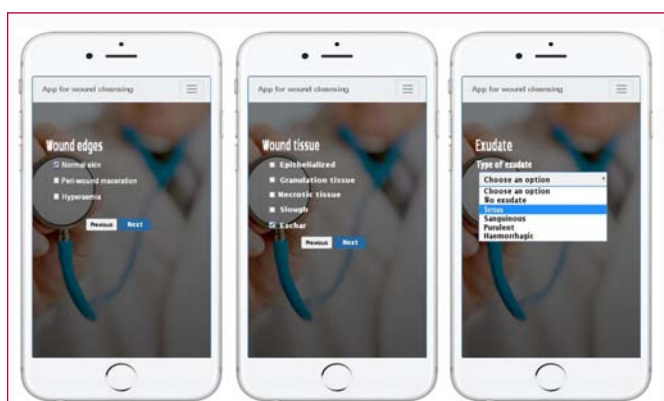 App for wound cleansing
Wound edges
Normal skin
Peri-wound maceration
Hyperaemia
Previous
Next
App for wound cleansing
Wound tissue
Epithelialized
Granulation tissue
Necrotic tissue
Slough
Eschar
Previous
Next
App for wound cleansing
Exudate
Type of exudate
Choose an option
Choose an option
No exudate
Serous
Sanguinous
Purulent
Haemorrhagic